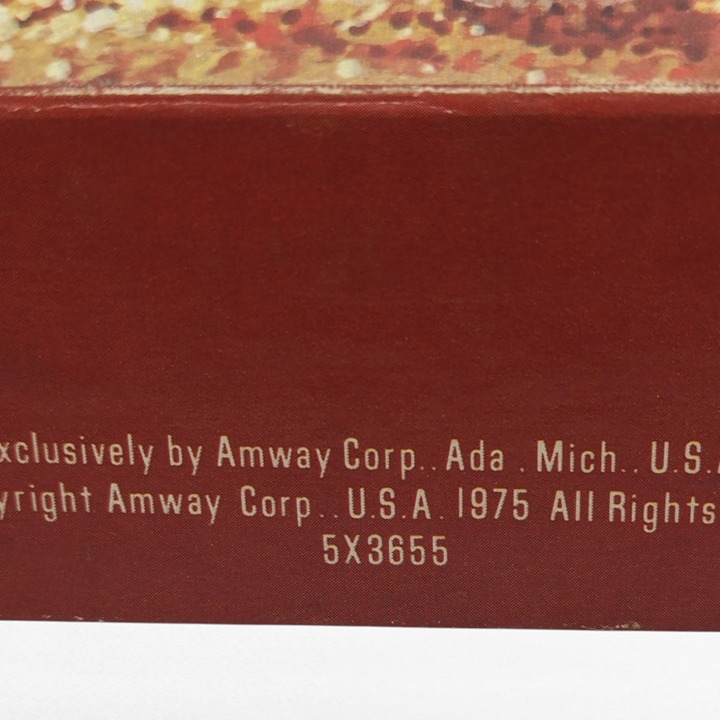 xclusively by Amway Corp.. Ada . Mich.. U.S.A
yright Amway Corp.. U.S.A. 1975 All Rights
5X3655